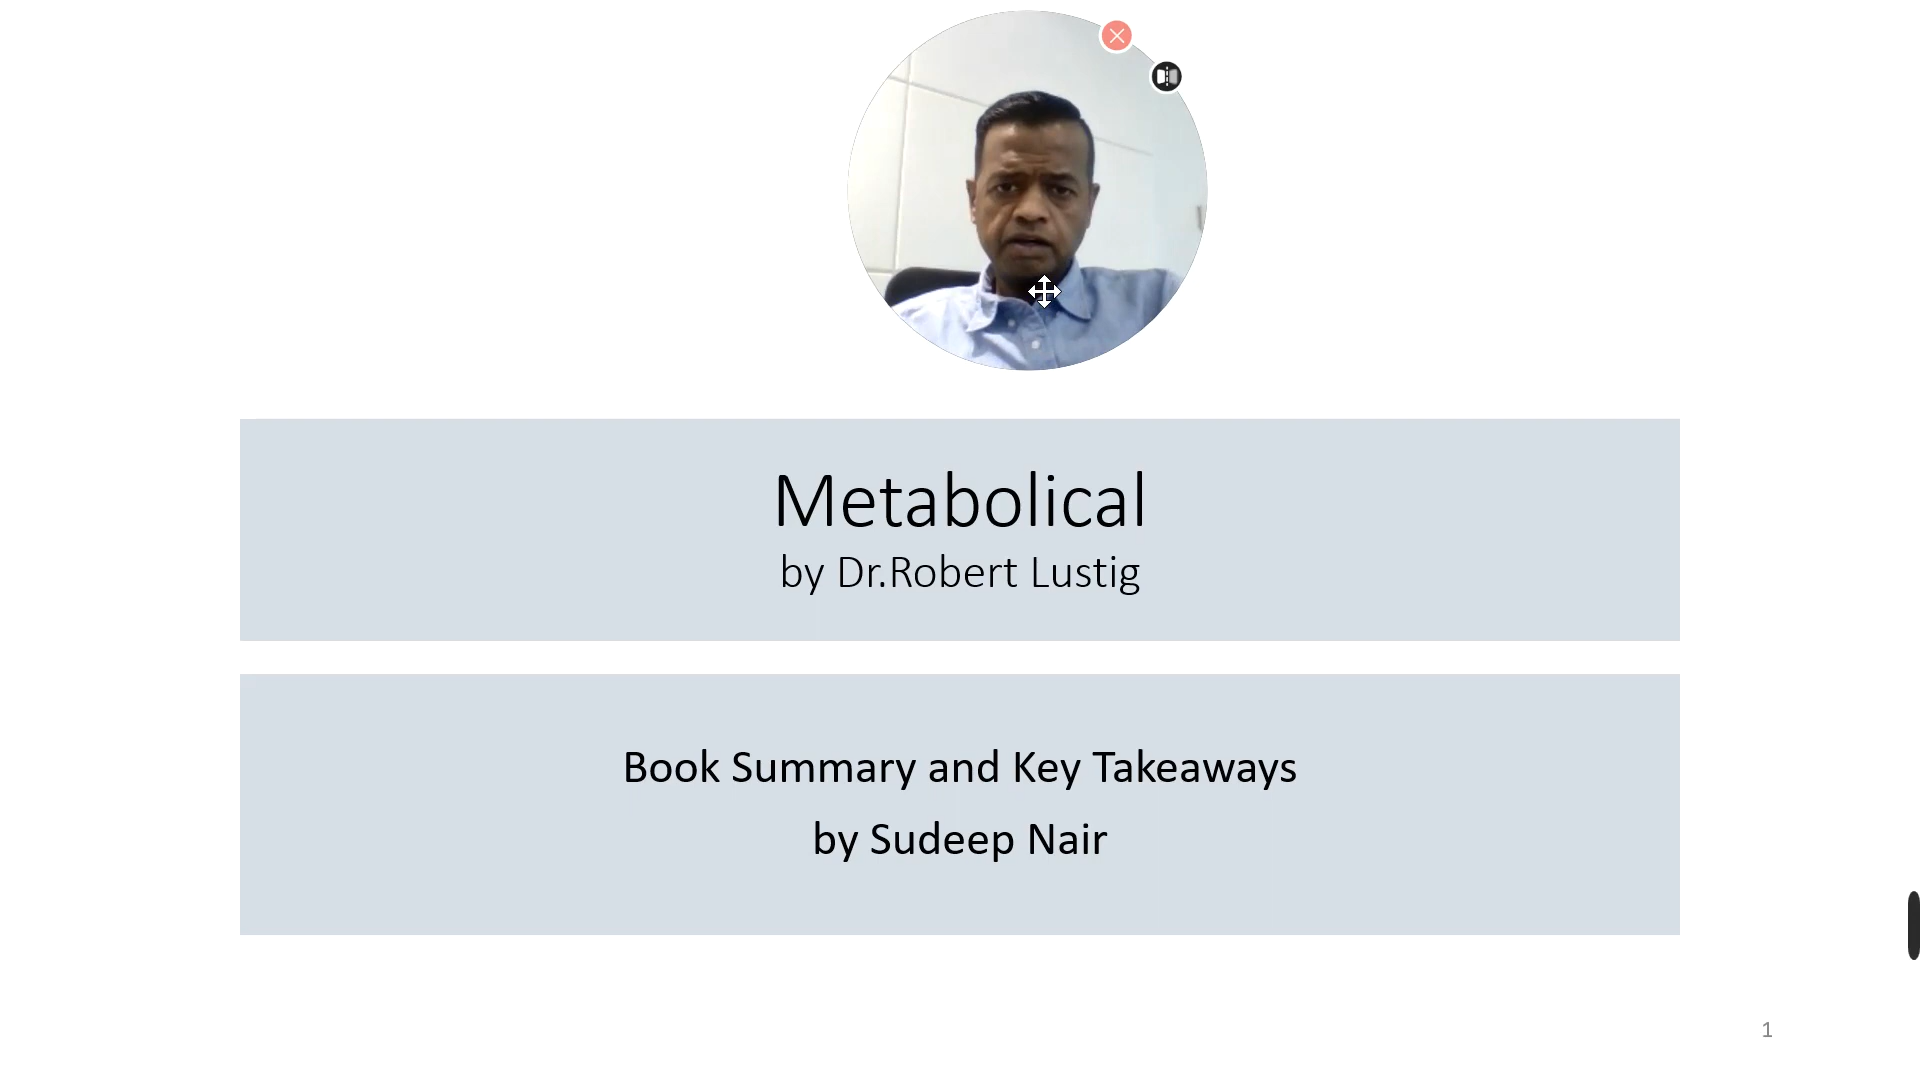 Metabolical
by Dr.Robert Lustig
Book Summary and Key Takeaways
by Sudeep Nair
1